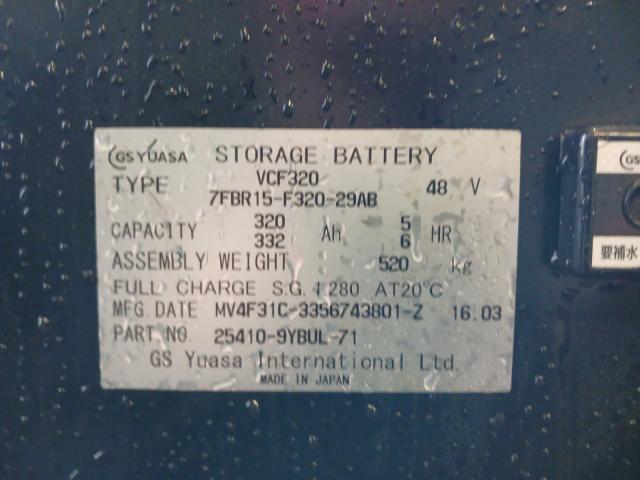 GS YUASA STORAGE BATTERY
TYPE VCF320 48 V
7FBR15-F320-29AB
CAPACITY 320 Ah 5 HR
332 6
ASSEMBLY WEIGHT 520 kg
FULL CHARGE S.G. 1.280 AT20°C
MFG.DATE MV4F31C-3356743801-Z 16.03
PART NO. 25410-9YBUL-71
GS Yuasa International Ltd.
MADE IN JAPAN
GS
要補水